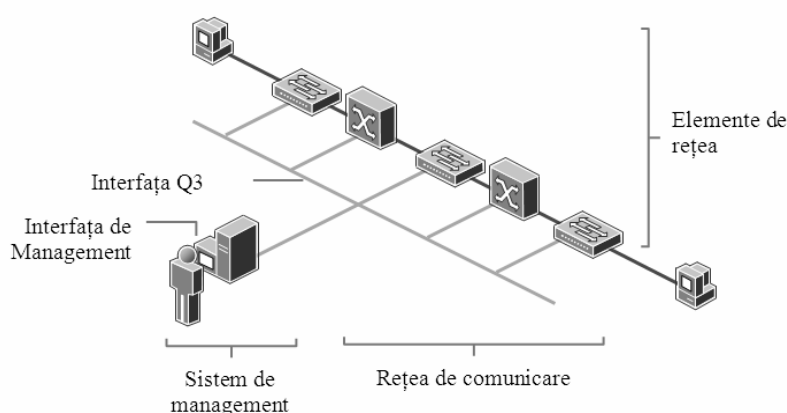 Elemente de
rețea
Interfața Q3
Interfața de
Management
Sistem de
management
Rețea de comunicare